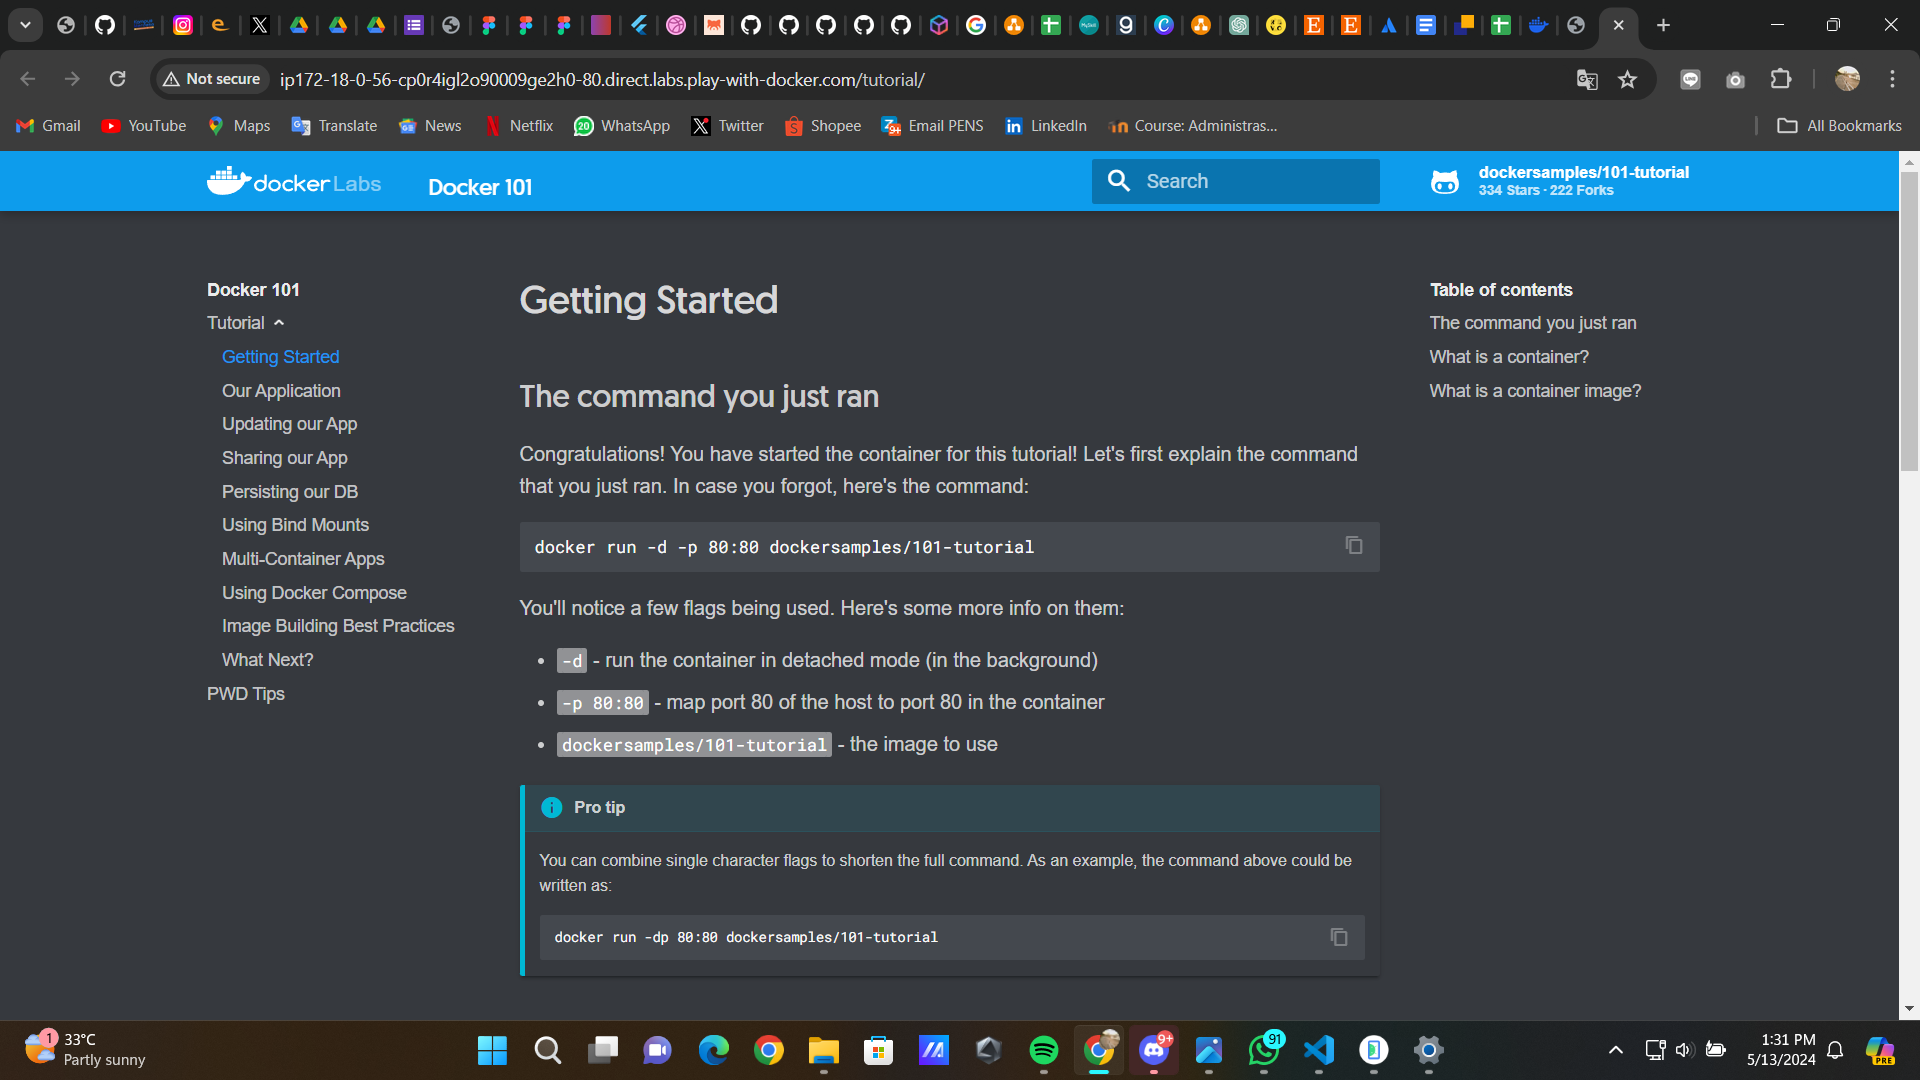 Not secure
ip172-18-0-56-cp0r4igl2o90009ge2h0-80.direct.labs.play-with-docker.com/tutorial/
Gmail
YouTube
Maps
Translate
News
Netflix
20
WhatsApp
Twitter
Shopee
Email PENS
LinkedIn
Course: Administras...
All Bookmarks
docker Labs
Docker 101
Search
dockersamples/101-tutorial
334 Stars · 222 Forks
Docker 101
Tutorial
Getting Started
Our Application
Updating our App
Sharing our App
Persisting our DB
Using Bind Mounts
Multi-Container Apps
Using Docker Compose
Image Building Best Practices
What Next?
PWD Tips
Getting Started
The command you just ran
Congratulations! You have started the container for this tutorial! Let's first explain the command
that you just ran. In case you forgot, here's the command:
docker run -d -p 80:80 dockersamples/101-tutorial
You'll notice a few flags being used. Here's some more info on them:
• -d - run the container in detached mode (in the background)
• -p 80:80 - map port 80 of the host to port 80 in the container
• dockersamples/101-tutorial - the image to use
Pro tip
You can combine single character flags to shorten the full command. As an example, the command above could be
written as:
docker run -dp 80:80 dockersamples/101-tutorial
Table of contents
The command you just ran
What is a container?
What is a container image?
1
33°C
Partly sunny
9+
91
1:31 PM
5/13/2024
PRE